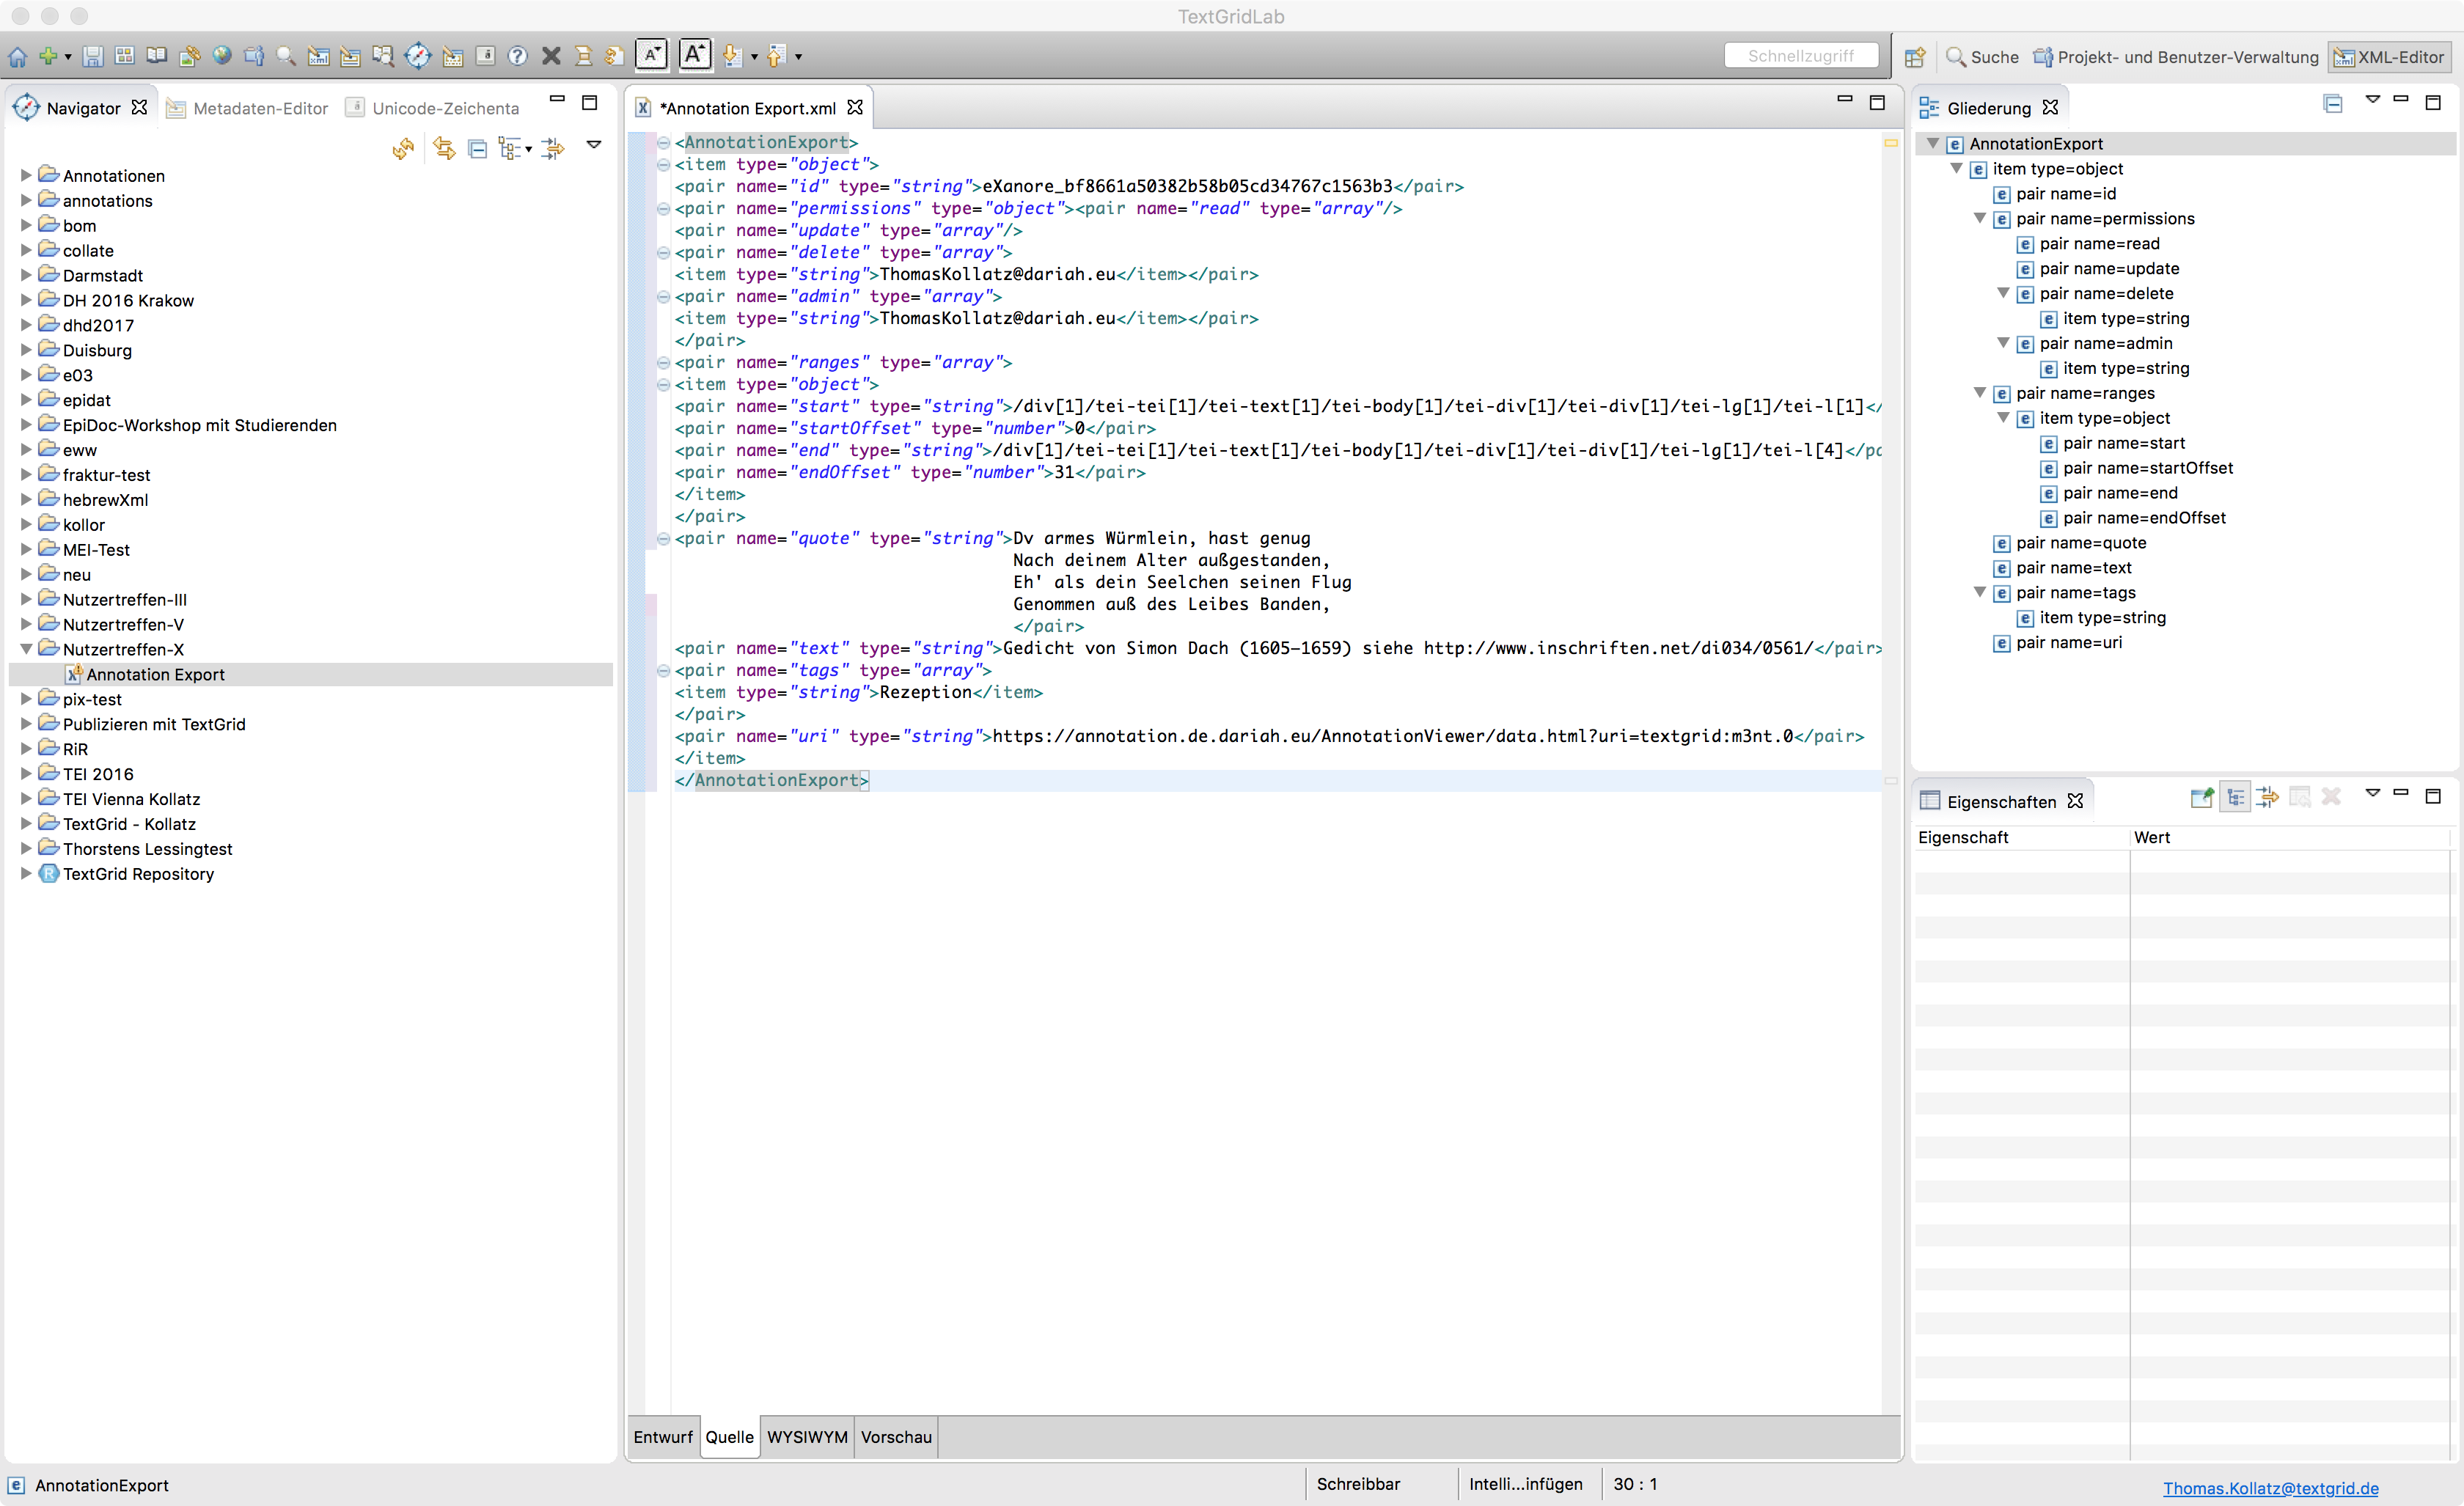 TextGridLab
Schnellzugriff
Suche
Projekt- und Benutzer-Verwaltung
XML-Editor
Navigator
Metadaten-Editor
Unicode-Zeichenta
Annotationen
annotations
bom
collate
Darmstadt
DH 2016 Krakow
dhd2017
Duisburg
e03
epidat
EpiDoc-Workshop mit Studierenden
eww
fraktur-test
hebrewXml
kollor
MEI-Test
neu
Nutzertreffen-III
Nutzertreffen-V
Nutzertreffen-X
Annotation Export
pix-test
Publizieren mit TextGrid
RiR
TEI 2016
TEI Vienna Kollatz
TextGrid - Kollatz
Thorstens Lessingtest
TextGrid Repository
*Annotation Export.xml
<AnnotationExport>
<item type="object">
<pair name="id" type="string">eXanore_bf8661a50382b58b05cd34767c1563b3</pair>
<pair name="permissions" type="object"><pair name="read" type="array"/>
<pair name="update" type="array"/>
<pair name="delete" type="array">
<item type="string">ThomasKollatz@dariah.eu</item></pair>
<pair name="admin" type="array">
<item type="string">ThomasKollatz@dariah.eu</item></pair>
</pair>
<pair name="ranges" type="array">
<item type="object">
<pair name="start" type="string">/div[1]/tei-tei[1]/tei-text[1]/tei-body[1]/tei-div[1]/tei-div[1]/tei-lg[1]/tei-l[1]</
<pair name="startOffset" type="number">0</pair>
<pair name="end" type="string">/div[1]/tei-tei[1]/tei-text[1]/tei-body[1]/tei-div[1]/tei-div[1]/tei-lg[1]/tei-l[4]</pa
<pair name="endOffset" type="number">31</pair>
</item>
</pair>
<pair name="quote" type="string">Dv armes Würmlein, hast genug
Nach deinem Alter außgestanden,
Eh' als dein Seelchen seinen Flug
Genommen auß des Leibes Banden,
</pair>
<pair name="text" type="string">Gedicht von Simon Dach (1605-1659) siehe http://www.inschriften.net/di034/0561/</pair>
<pair name="tags" type="array">
<item type="string">Rezeption</item>
</pair>
<pair name="uri" type="string">https://annotation.de.dariah.eu/AnnotationViewer/data.html?uri=textgrid:m3nt.0</pair>
</item>
</AnnotationExport>
Entwurf
Quelle
WYSIWYM
Vorschau
Gliederung
AnnotationExport
item type=object
pair name=id
pair name=permissions
pair name=read
pair name=update
pair name=delete
item type=string
pair name=admin
item type=string
pair name=ranges
item type=object
pair name=start
pair name=startOffset
pair name=end
pair name=endOffset
pair name=quote
pair name=text
pair name=tags
item type=string
pair name=uri
Eigenschaften
Eigenschaft
Wert
AnnotationExport
Schreibbar
Intelli...infügen
30 : 1
Thomas.Kollatz@textgrid.de